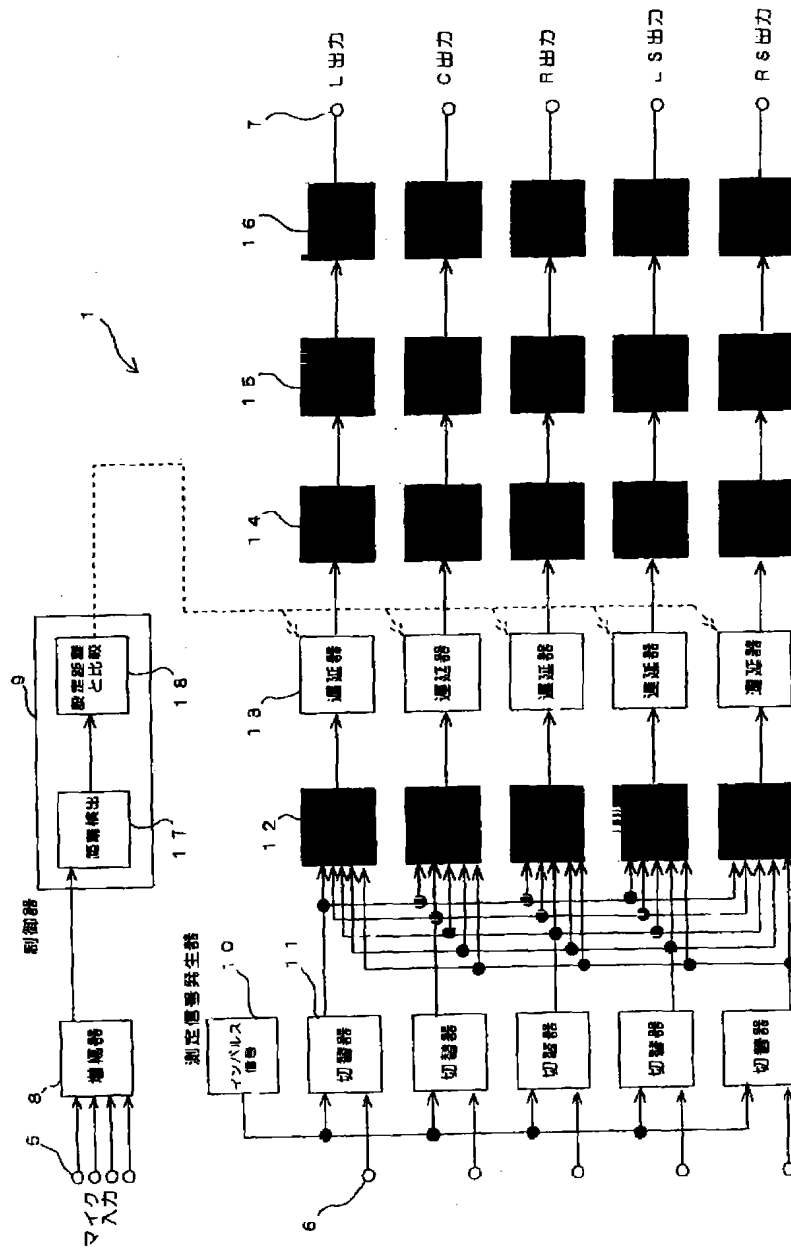 1
マイク
入力
5
8
増幅器
制御器
9
距離検出
17
設定距離
と比較
18
測定信号発生器
インパルス
信号
10
6
11
切替器
切替器
切替器
切替器
切替器
12
13
遅延器
遅延器
遅延器
遅延器
遅延器
14
15
16
7
L出力
C出力
R出力
LS出力
RS出力